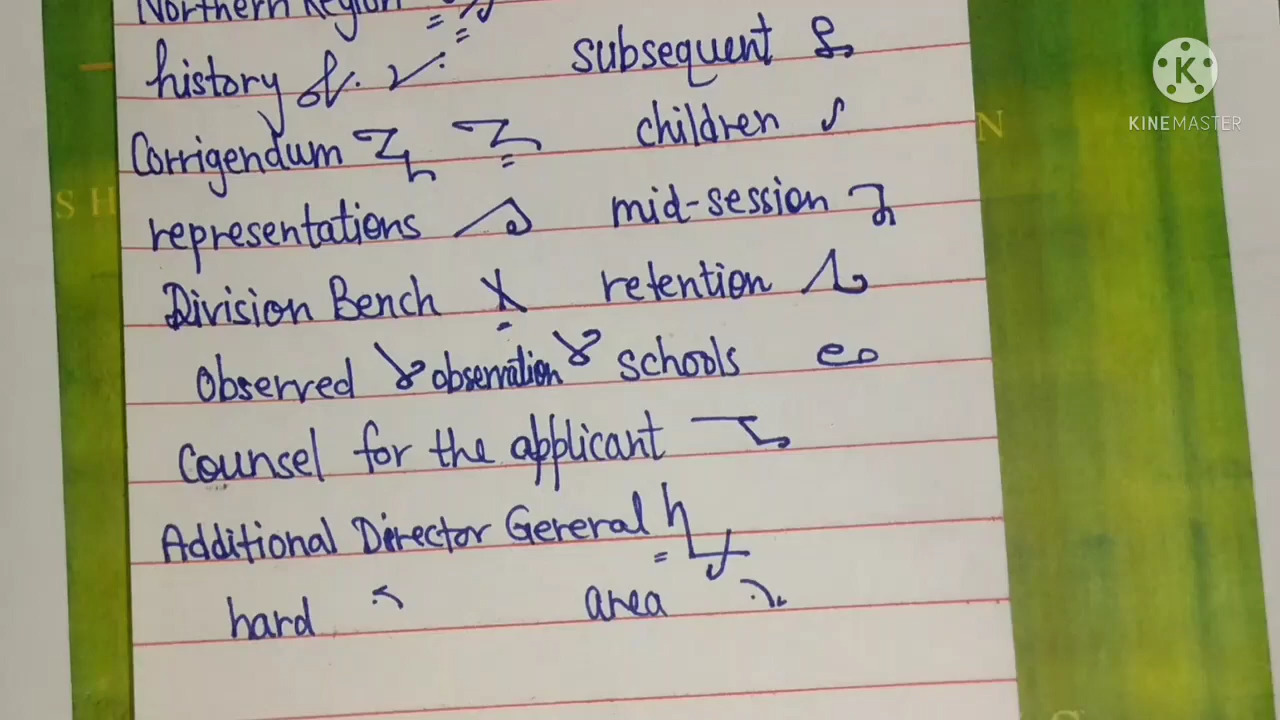 Northern Region
history of subsequent
Corrigendum children
representations mid-session
Division Bench retention
Observed observation schools
Counsel for the applicant
Additional Director Gereral
hard area
S H
N
KINEMASTER